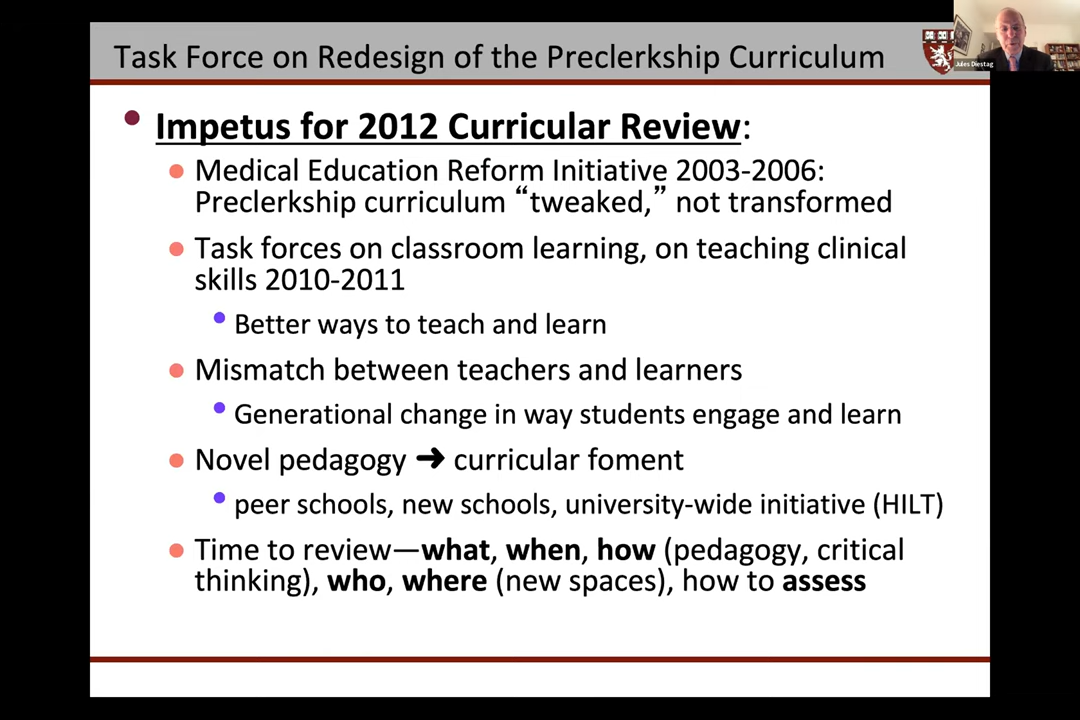 Task Force on Redesign of the Preclerkship Curriculum
Jules Dienstag
Impetus for 2012 Curricular Review:
Medical Education Reform Initiative 2003-2006:
Preclerkship curriculum “tweaked,” not transformed
Task forces on classroom learning, on teaching clinical
skills 2010-2011
Better ways to teach and learn
Mismatch between teachers and learners
Generational change in way students engage and learn
Novel pedagogy ➜ curricular foment
peer schools, new schools, university-wide initiative (HILT)
Time to review—what, when, how (pedagogy, critical
thinking), who, where (new spaces), how to assess